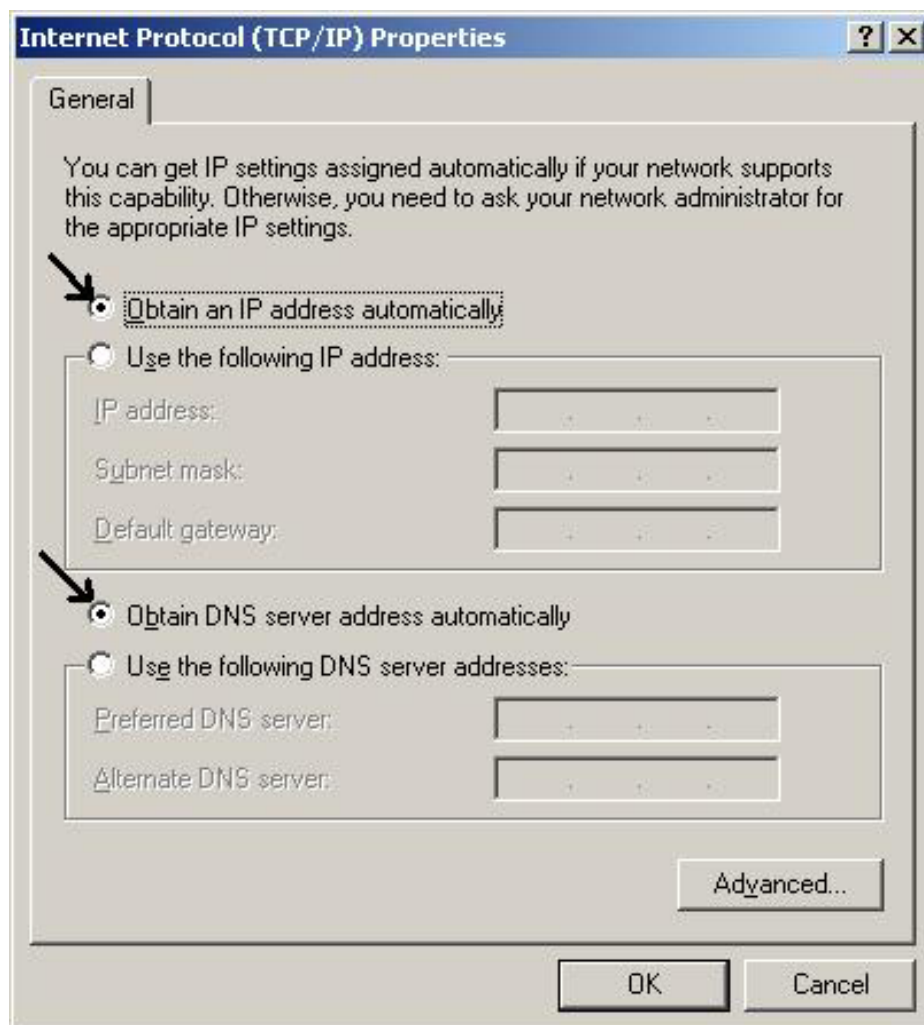 Internet Protocol (TCP/IP) Properties
General
You can get IP settings assigned automatically if your network supports
this capability. Otherwise, you need to ask your network administrator for
the appropriate IP settings.
Obtain an IP address automatically
Use the following IP address:
IP address:
Subnet mask:
Default gateway:
Obtain DNS server address automatically
Use the following DNS server addresses:
Preferred DNS server:
Alternate DNS server:
Advanced...
OK Cancel